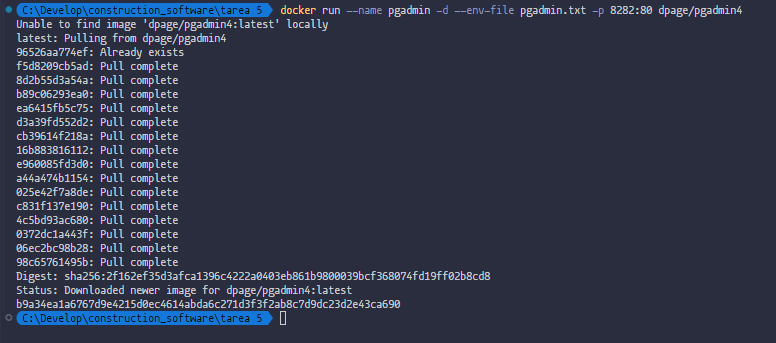 C:\Develop\construction_software\tarea 5 docker run --name pgadmin -d --env-file pgadmin.txt -p 8282:80 dpage/pgadmin4
Unable to find image 'dpage/pgadmin4:latest' locally
latest: Pulling from dpage/pgadmin4
96526aa774ef: Already exists
f5d8209cb5ad: Pull complete
8d2b55d3a54a: Pull complete
b89c06293ea0: Pull complete
ea6415fb5c75: Pull complete
d3a39fd552d2: Pull complete
cb39614f218a: Pull complete
16b883816112: Pull complete
e960085fd3d0: Pull complete
a44a474b1154: Pull complete
025e42f7a8de: Pull complete
c831f137e190: Pull complete
4c5bd93ac680: Pull complete
0372dc1a443f: Pull complete
06ec2bc98b28: Pull complete
98c65761495b: Pull complete
Digest: sha256:2f162ef35d3afca1396c4222a0403eb861b9800039bcf368074fd19ff02b8cd8
Status: Downloaded newer image for dpage/pgadmin4:latest
b9a34ea1a6767d9e4215d0ec4614abda6c271d3f3f2ab8c7d9dc23d2e43ca690
C:\Develop\construction_software\tarea 5